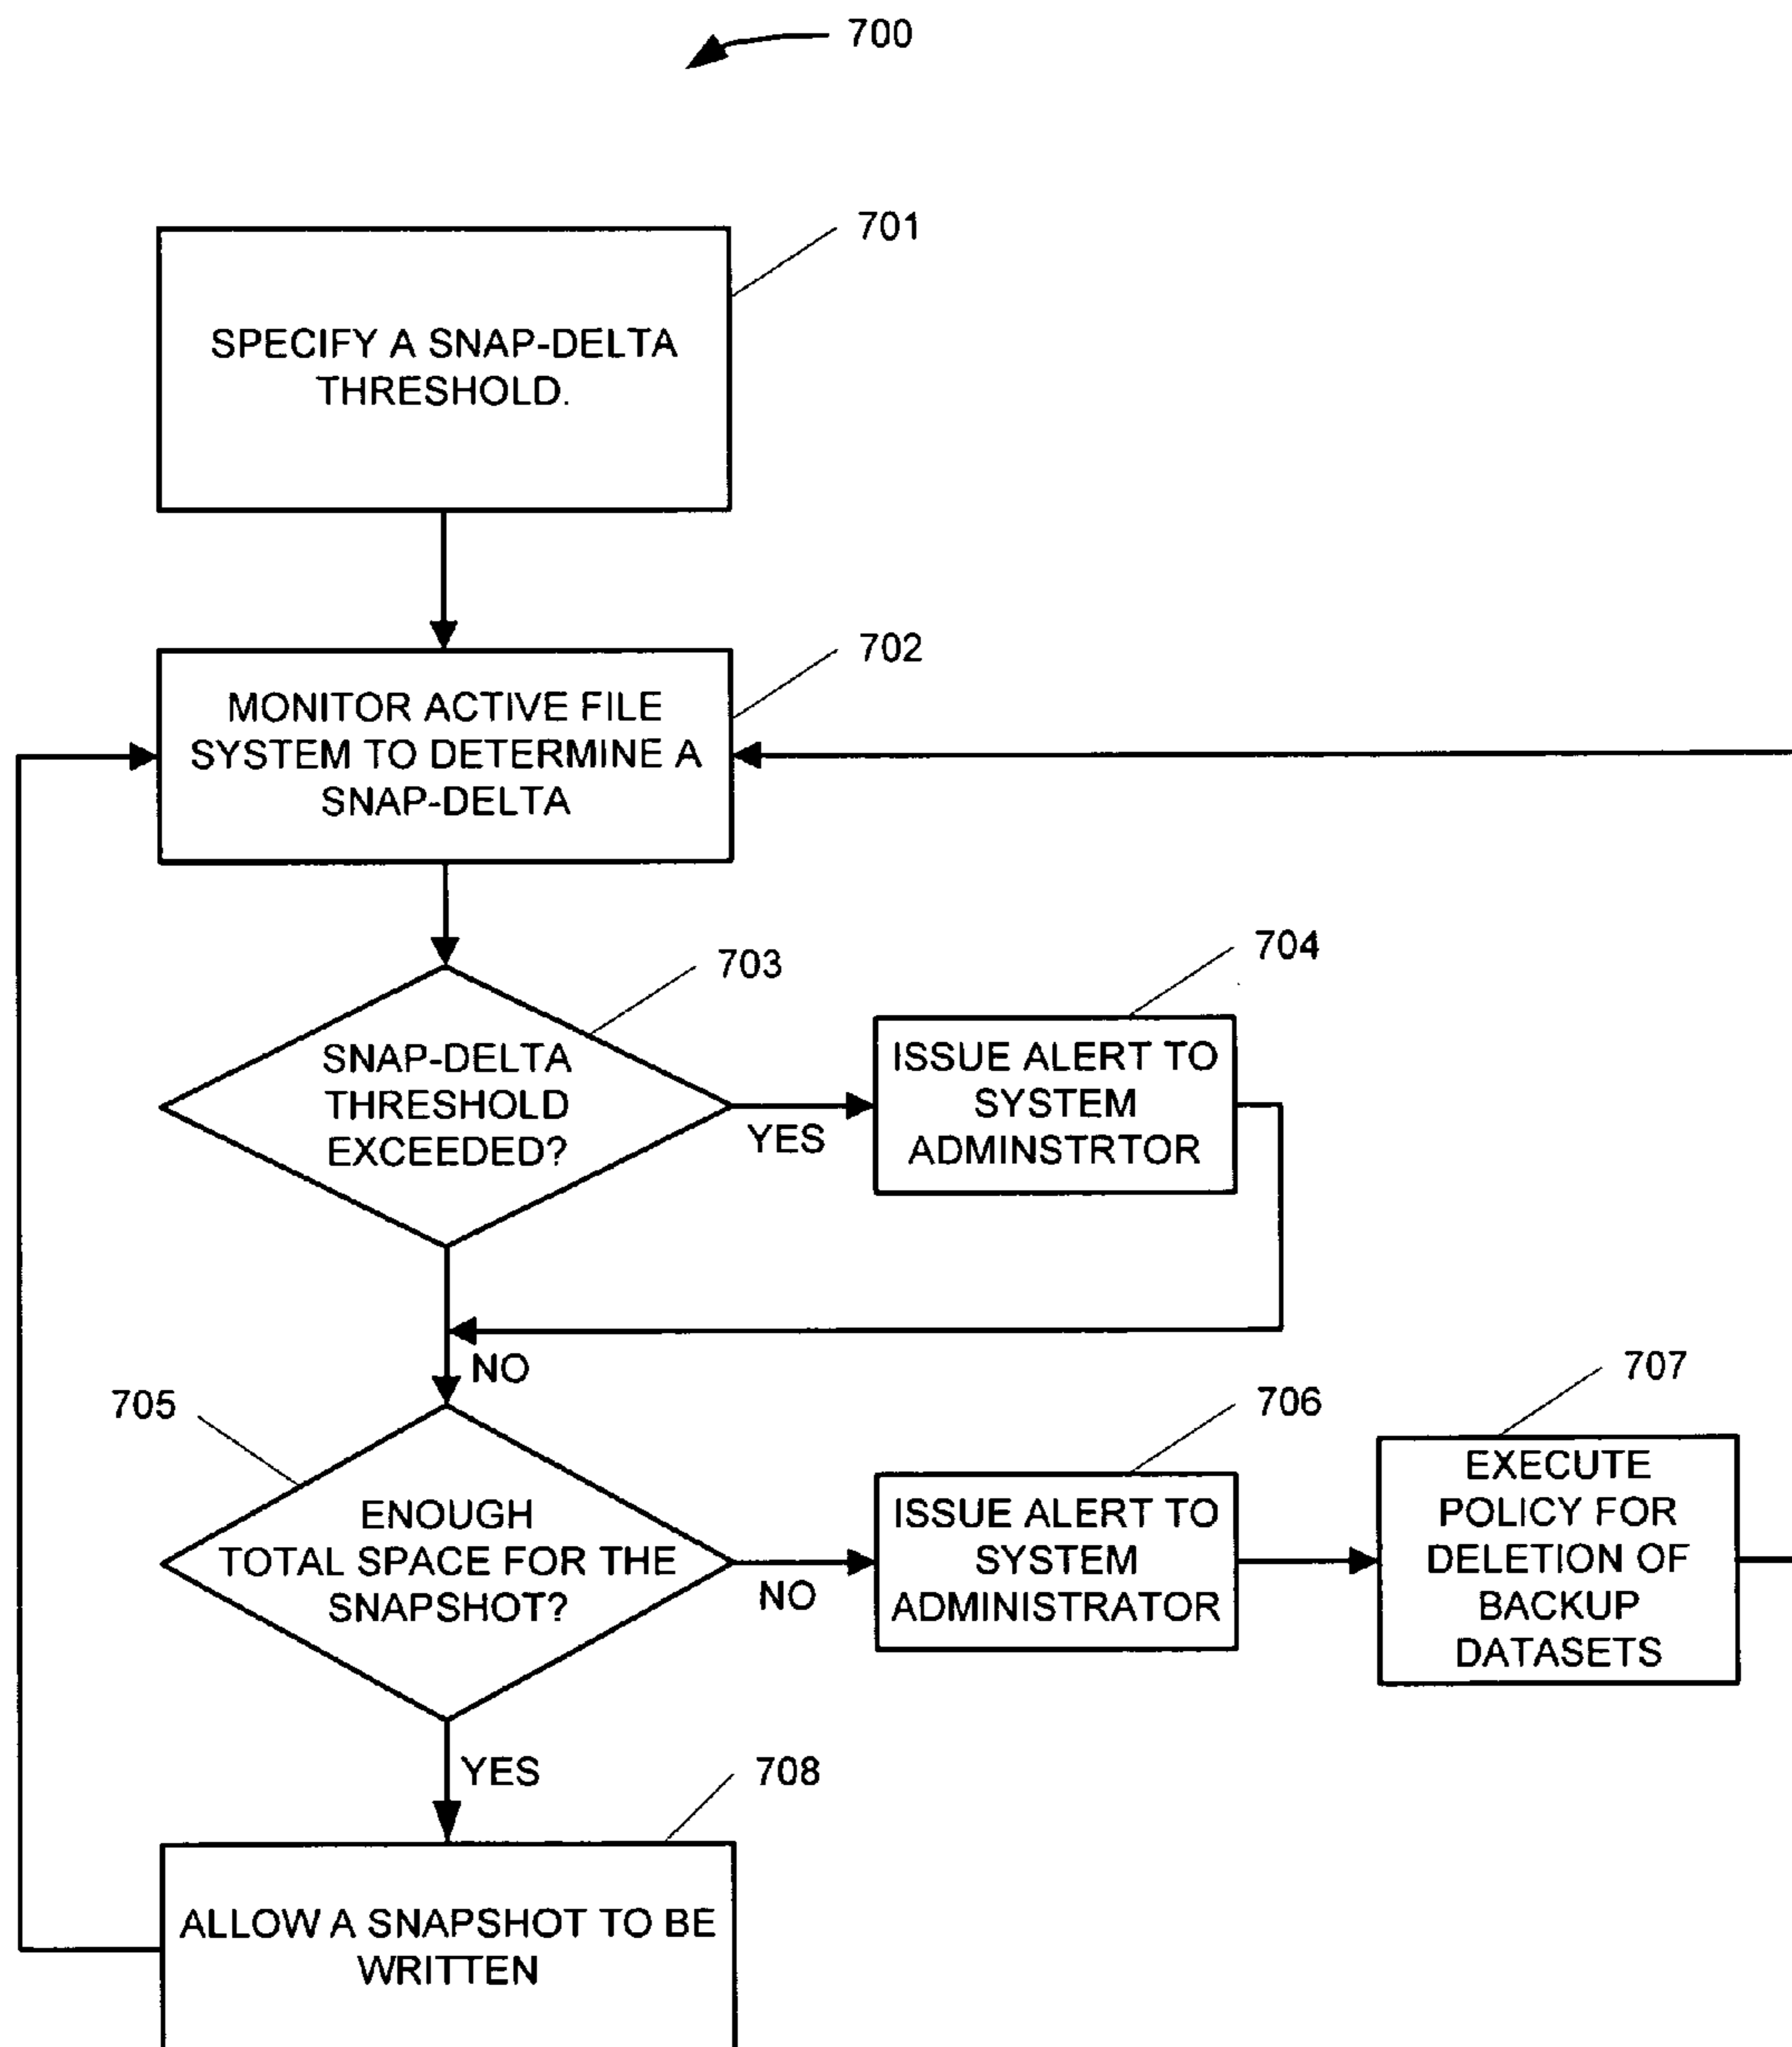 700
701
SPECIFY A SNAP-DELTA
THRESHOLD.
702
MONITOR ACTIVE FILE
SYSTEM TO DETERMINE A
SNAP-DELTA
703
SNAP-DELTA
THRESHOLD
EXCEEDED?
YES
704
ISSUE ALERT TO
SYSTEM
ADMINSTRTOR
NO
705
ENOUGH
TOTAL SPACE FOR THE
SNAPSHOT?
NO
706
ISSUE ALERT TO
SYSTEM
ADMINISTRATOR
707
EXECUTE
POLICY FOR
DELETION OF
BACKUP
DATASETS
YES
708
ALLOW A SNAPSHOT TO BE
WRITTEN